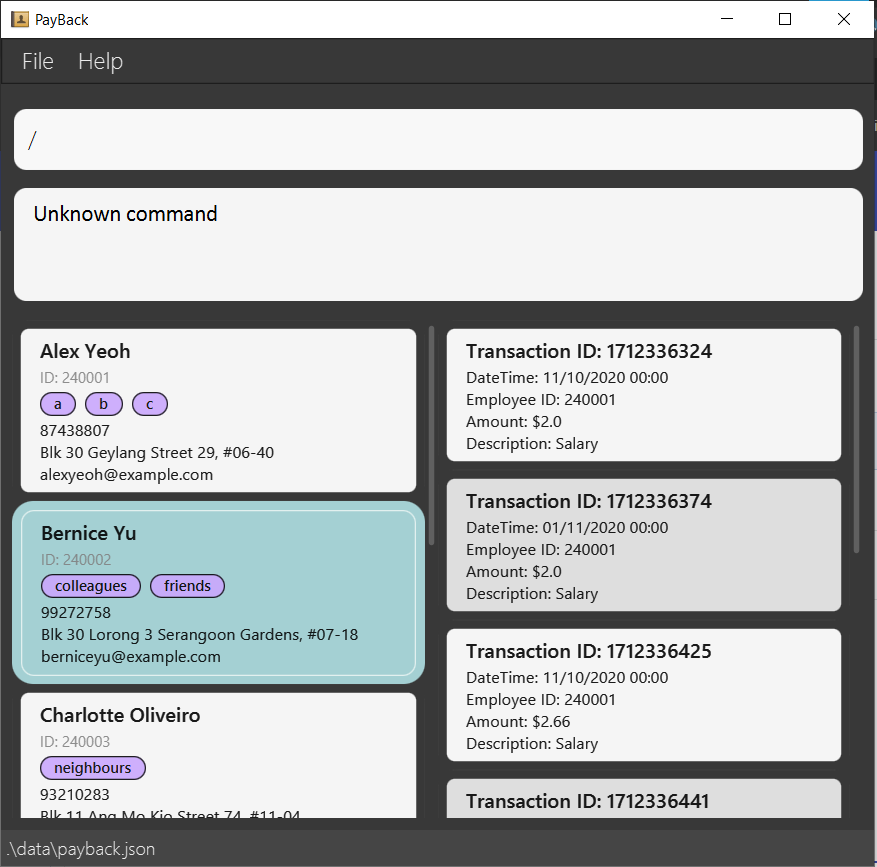 PayBack
File Help
/
Unknown command
Alex Yeoh
ID: 240001
a b c
87438807
Blk 30 Geylang Street 29, #06-40
alexyeoh@example.com
Bernice Yu
ID: 240002
colleagues friends
99272758
Blk 30 Lorong 3 Serangoon Gardens, #07-18
berniceyu@example.com
Charlotte Oliveiro
ID: 240003
neighbours
93210283
Blk 11 Ang Mo Kio Street 74, #11-04
Transaction ID: 1712336324
DateTime: 11/10/2020 00:00
Employee ID: 240001
Amount: $2.0
Description: Salary
Transaction ID: 1712336374
DateTime: 01/11/2020 00:00
Employee ID: 240001
Amount: $2.0
Description: Salary
Transaction ID: 1712336425
DateTime: 11/10/2020 00:00
Employee ID: 240001
Amount: $2.66
Description: Salary
Transaction ID: 1712336441
.\data\payback.json